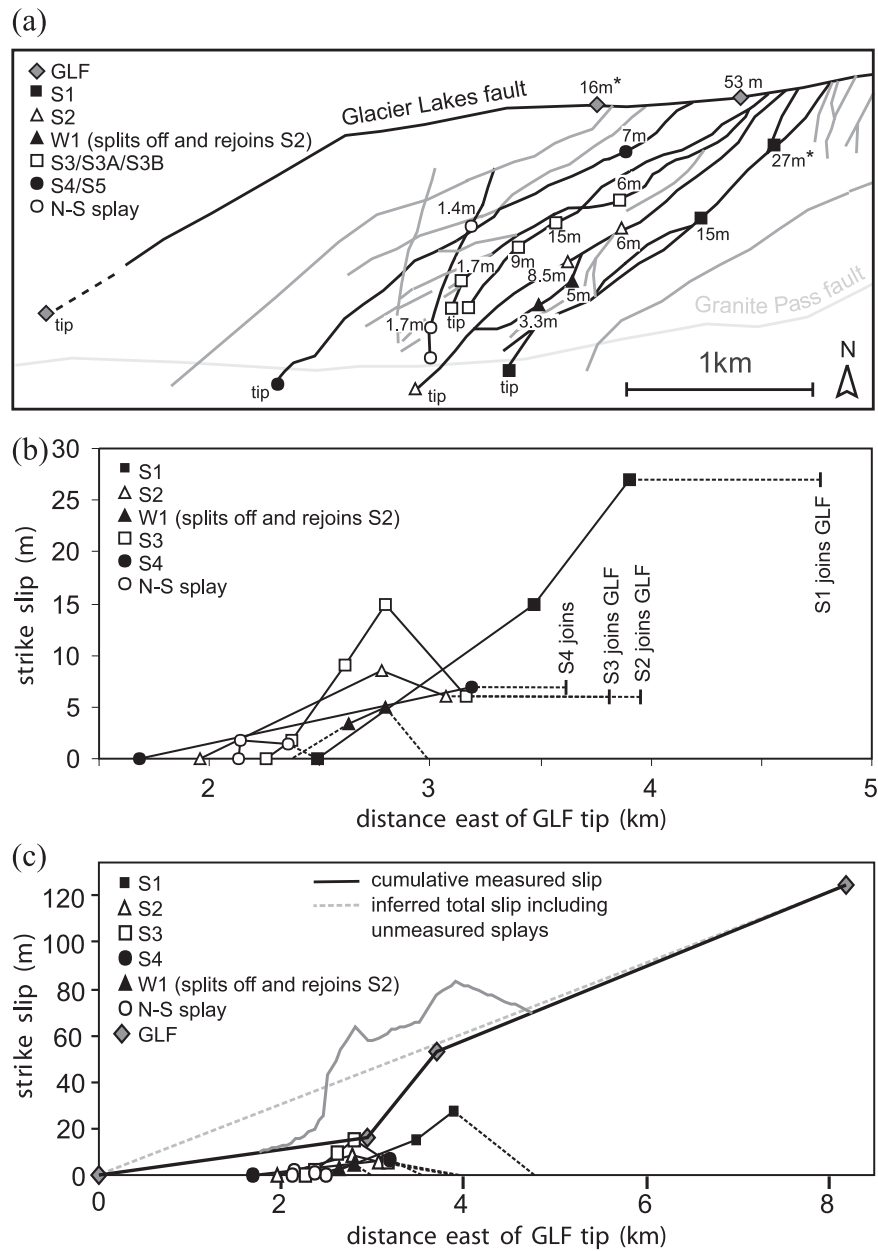 (a)
GLF
S1
S2
W1 (splits off and rejoins S2)
S3/S3A/S3B
S4/S5
N-S splay
Glacier Lakes fault
16m*
53 m
7m
27m*
6m
1.4m
15m
6m
15m
9m
8.5m
1.7m
5m
3.3m
1.7m
tip
tip
tip
tip
tip
Granite Pass fault
1km
N
(b)
30
25
20
15
10
5
0
strike slip (m)
S1
S2
W1 (splits off and rejoins S2)
S3
S4
N-S splay
S4 joins
S3 joins GLF
S2 joins GLF
S1 joins GLF
2
3
4
5
distance east of GLF tip (km)
(c)
120
100
80
60
40
20
0
strike slip (m)
S1
S2
S3
S4
W1 (splits off and rejoins S2)
N-S splay
GLF
cumulative measured slip
inferred total slip including
unmeasured splays
0
2
4
6
8
distance east of GLF tip (km)